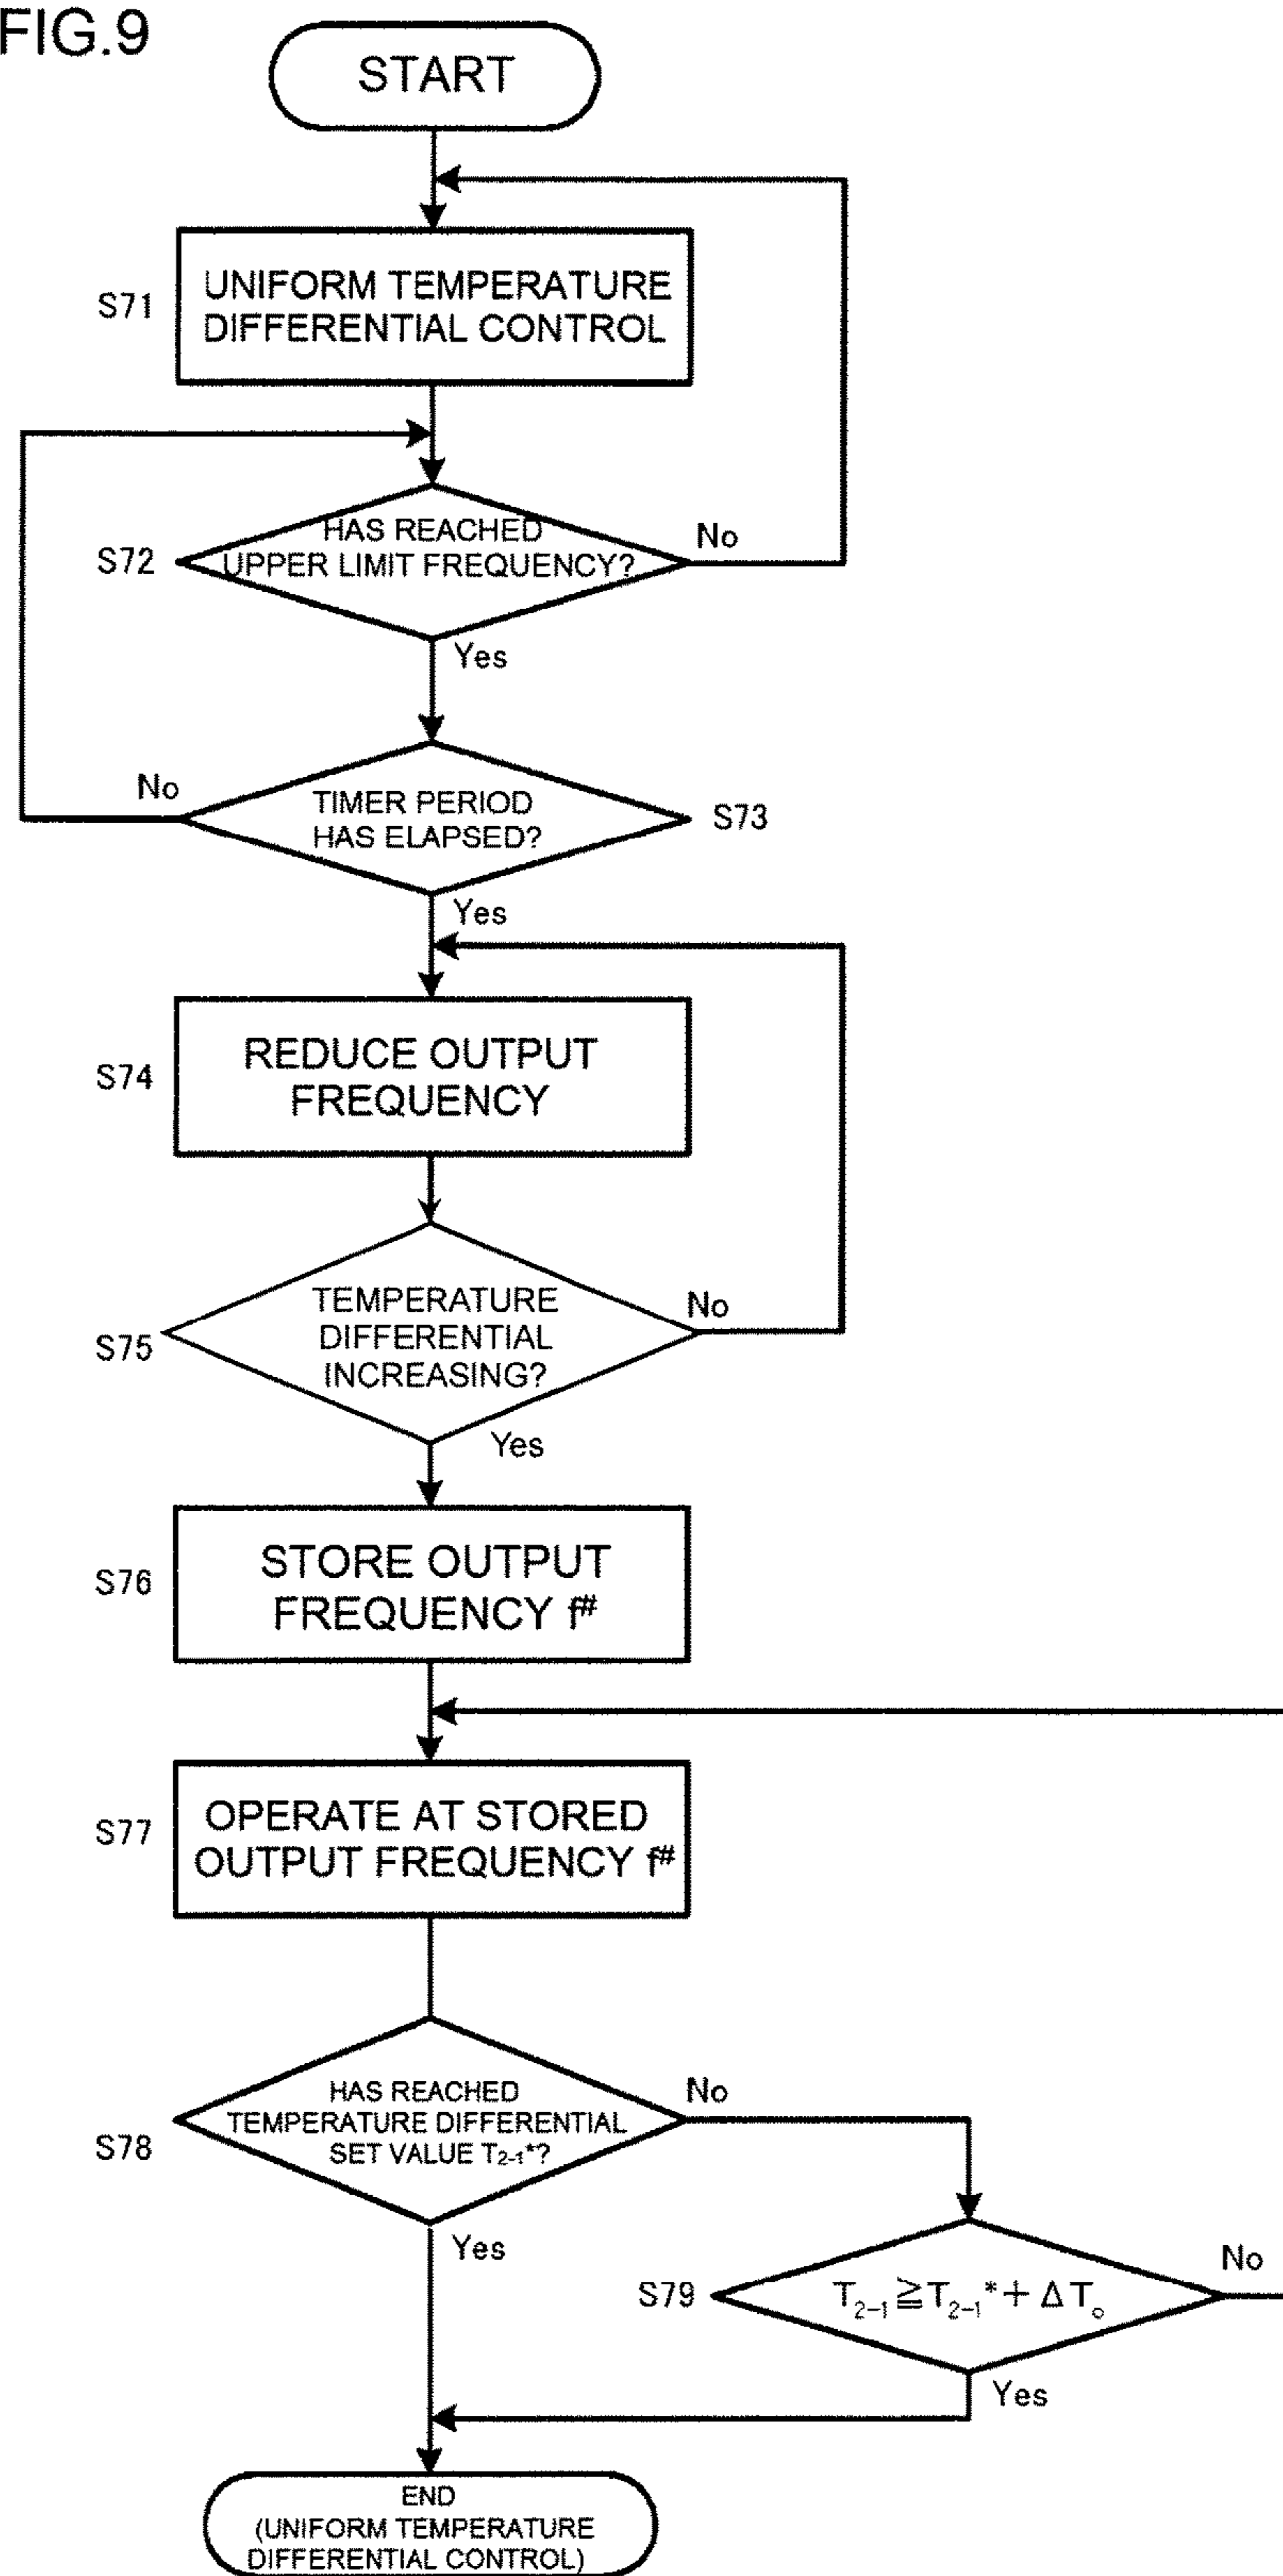 FIG.9
START
S71
UNIFORM TEMPERATURE
DIFFERENTIAL CONTROL
S72
HAS REACHED
UPPER LIMIT FREQUENCY?
No
Yes
No
TIMER PERIOD
HAS ELAPSED?
S73
Yes
S74
REDUCE OUTPUT
FREQUENCY
S75
TEMPERATURE
DIFFERENTIAL
INCREASING?
No
Yes
S76
STORE OUTPUT
FREQUENCY f#
S77
OPERATE AT STORED
OUTPUT FREQUENCY f#
S78
HAS REACHED
TEMPERATURE DIFFERENTIAL
SET VALUE T2-1*?
No
Yes
S79
T2-1≧T2-1*+ΔTo
No
Yes
END
(UNIFORM TEMPERATURE
DIFFERENTIAL CONTROL)